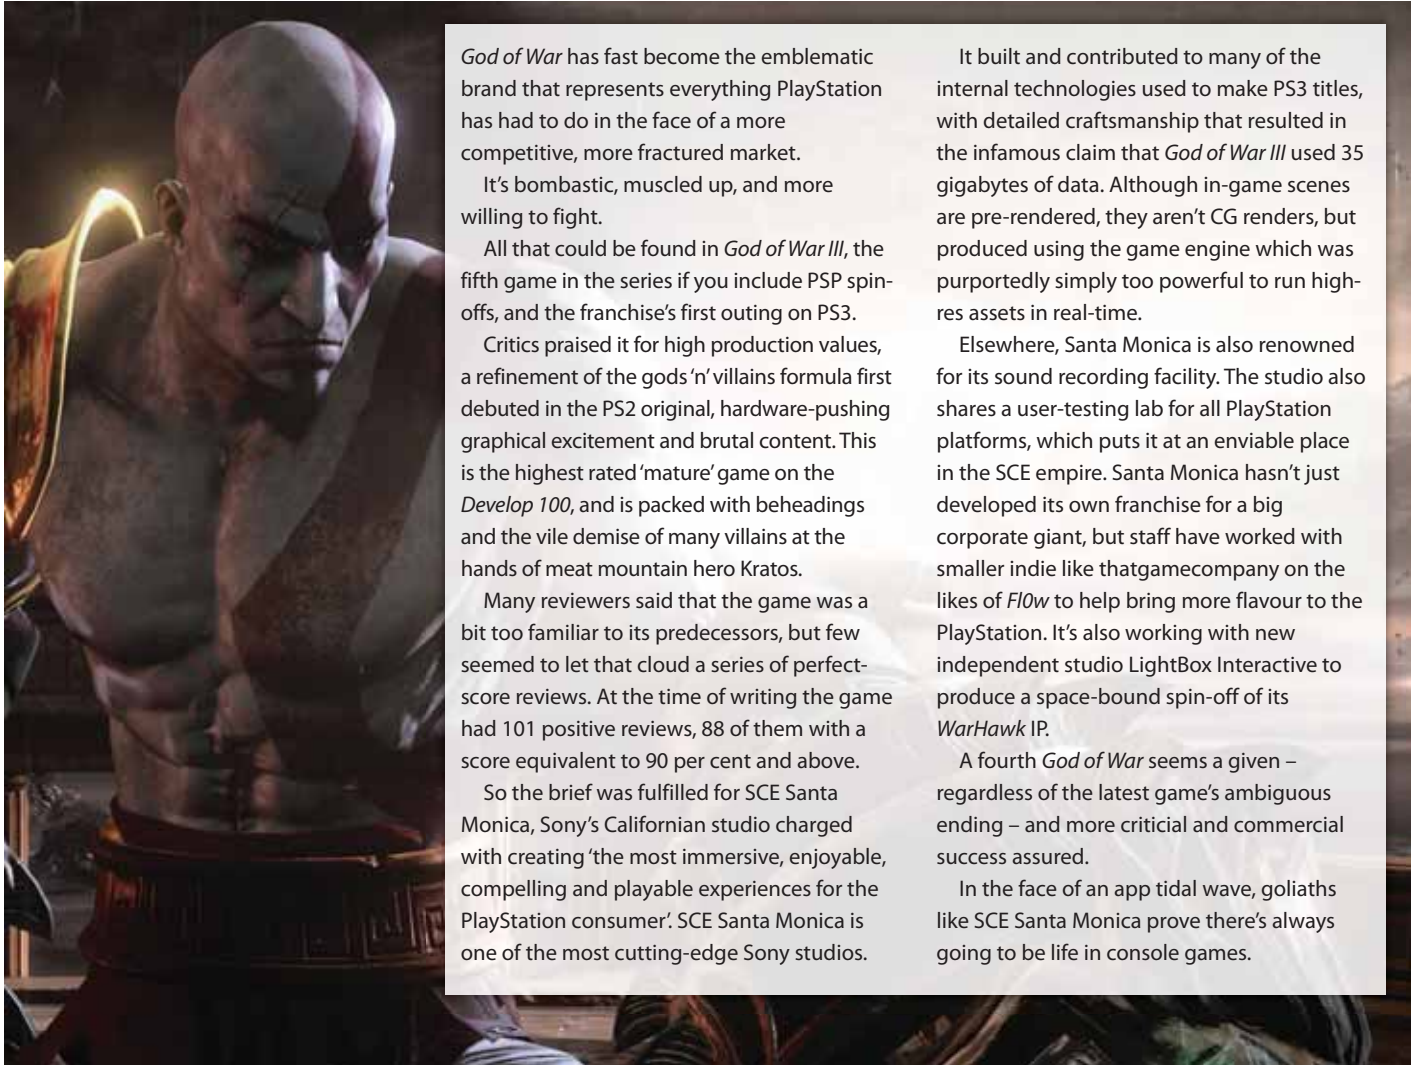 God of War has fast become the emblematic
brand that represents everything PlayStation
has had to do in the face of a more
competitive, more fractured market.
It’s bombastic, muscled up, and more
willing to fight.
All that could be found in God of War III, the
fifth game in the series if you include PSP spin-
offs, and the franchise’s first outing on PS3.
Critics praised it for high production values,
a refinement of the gods ‘n’ villains formula first
debuted in the PS2 original, hardware-pushing
graphical excitement and brutal content. This
is the highest rated ‘mature’ game on the
Develop 100, and is packed with beheadings
and the vile demise of many villains at the
hands of meat mountain hero Kratos.
Many reviewers said that the game was a
bit too familiar to its predecessors, but few
seemed to let that cloud a series of perfect-
score reviews. At the time of writing the game
had 101 positive reviews, 88 of them with a
score equivalent to 90 per cent and above.
So the brief was fulfilled for SCE Santa
Monica, Sony’s Californian studio charged
with creating ‘the most immersive, enjoyable,
compelling and playable experiences for the
PlayStation consumer’. SCE Santa Monica is
one of the most cutting-edge Sony studios.
It built and contributed to many of the
internal technologies used to make PS3 titles,
with detailed craftsmanship that resulted in
the infamous claim that God of War III used 35
gigabytes of data. Although in-game scenes
are pre-rendered, they aren’t CG renders, but
produced using the game engine which was
purportedly simply too powerful to run high-
res assets in real-time.
Elsewhere, Santa Monica is also renowned
for its sound recording facility. The studio also
shares a user-testing lab for all PlayStation
platforms, which puts it at an enviable place
in the SCE empire. Santa Monica hasn’t just
developed its own franchise for a big
corporate giant, but staff have worked with
smaller indie like thatgamecompany on the
likes of Fl0w to help bring more flavour to the
PlayStation. It’s also working with new
independent studio LightBox Interactive to
produce a space-bound spin-off of its
WarHawk IP.
A fourth God of War seems a given –
regardless of the latest game’s ambiguous
ending – and more criticial and commercial
success assured.
In the face of an app tidal wave, goliaths
like SCE Santa Monica prove there’s always
going to be life in console games.